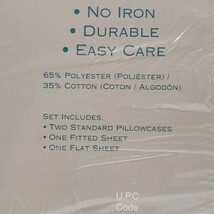 • NO IRON
• DURABLE
• EASY CARE
65% POLYESTER (POLIÉSTER) /
35% COTTON (COTON / ALGODÓN)
SET INCLUDES:
• TWO STANDARD PILLOWCASES
• ONE FITTED SHEET
• ONE FLAT SHEET
U.P.C
Code